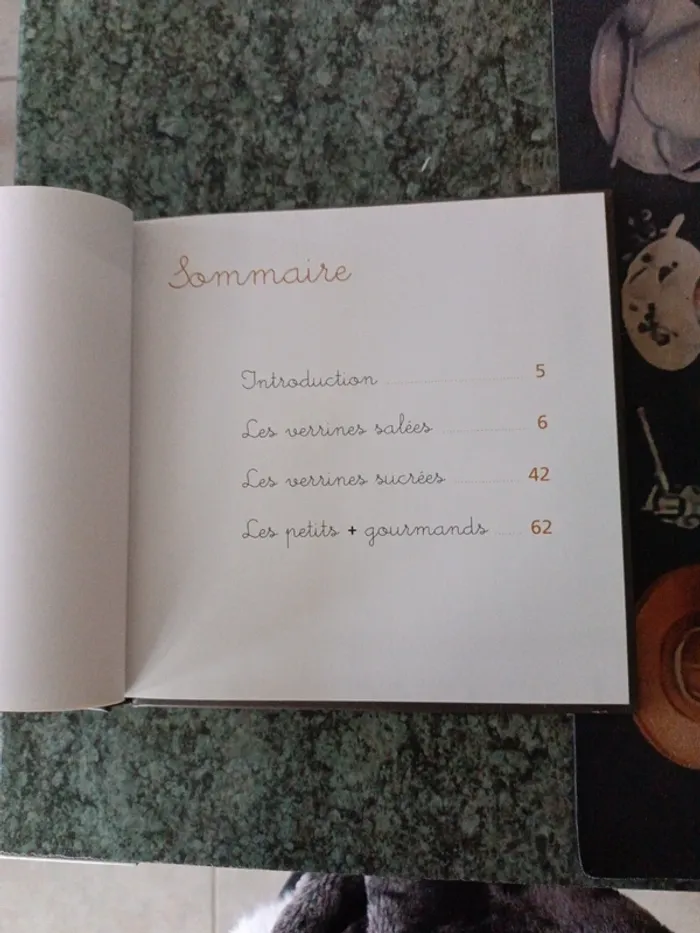 Sommaire
Introduction ........ 5
Les verrines salées ........ 6
Les verrines sucrées ........ 42
Les petits + gourmands ........ 62